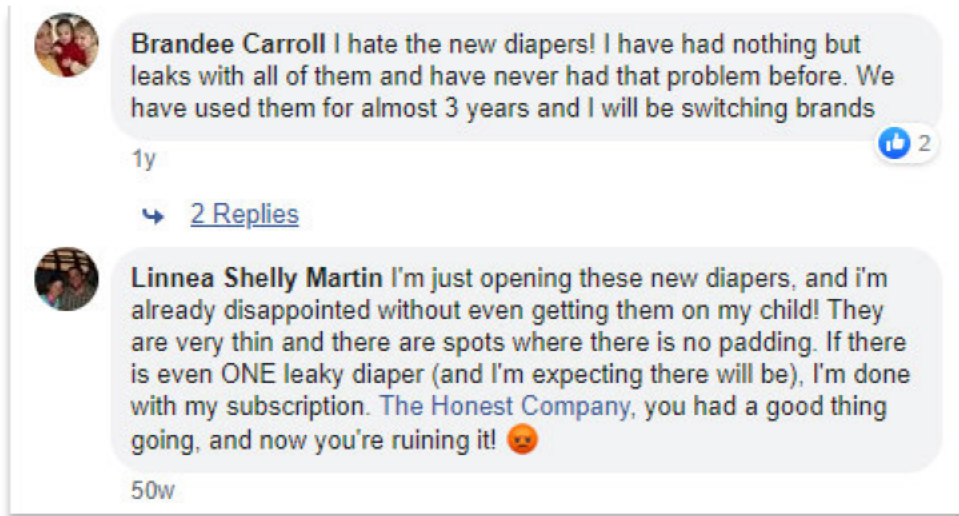 Brandee Carroll I hate the new diapers! I have had nothing but
leaks with all of them and have never had that problem before. We
have used them for almost 3 years and I will be switching brands
2
1y
2 Replies
Linnea Shelly Martin I'm just opening these new diapers, and i'm
already disappointed without even getting them on my child! They
are very thin and there are spots where there is no padding. If there
is even ONE leaky diaper (and I'm expecting there will be), I'm done
with my subscription. The Honest Company, you had a good thing
going, and now you're ruining it! 😡
50w